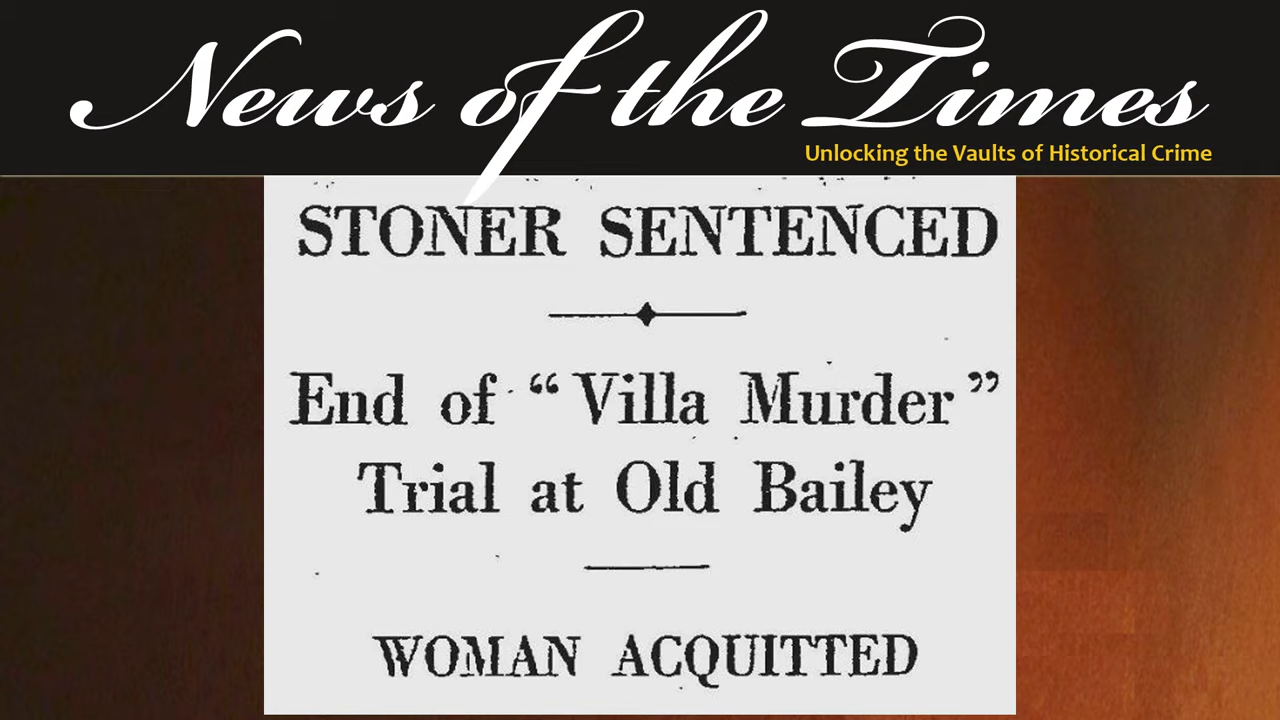 News of the Times
Unlocking the Vaults of Historical Crime
STONER SENTENCED
End of “Villa Murder”
Trial at Old Bailey
WOMAN ACQUITTED